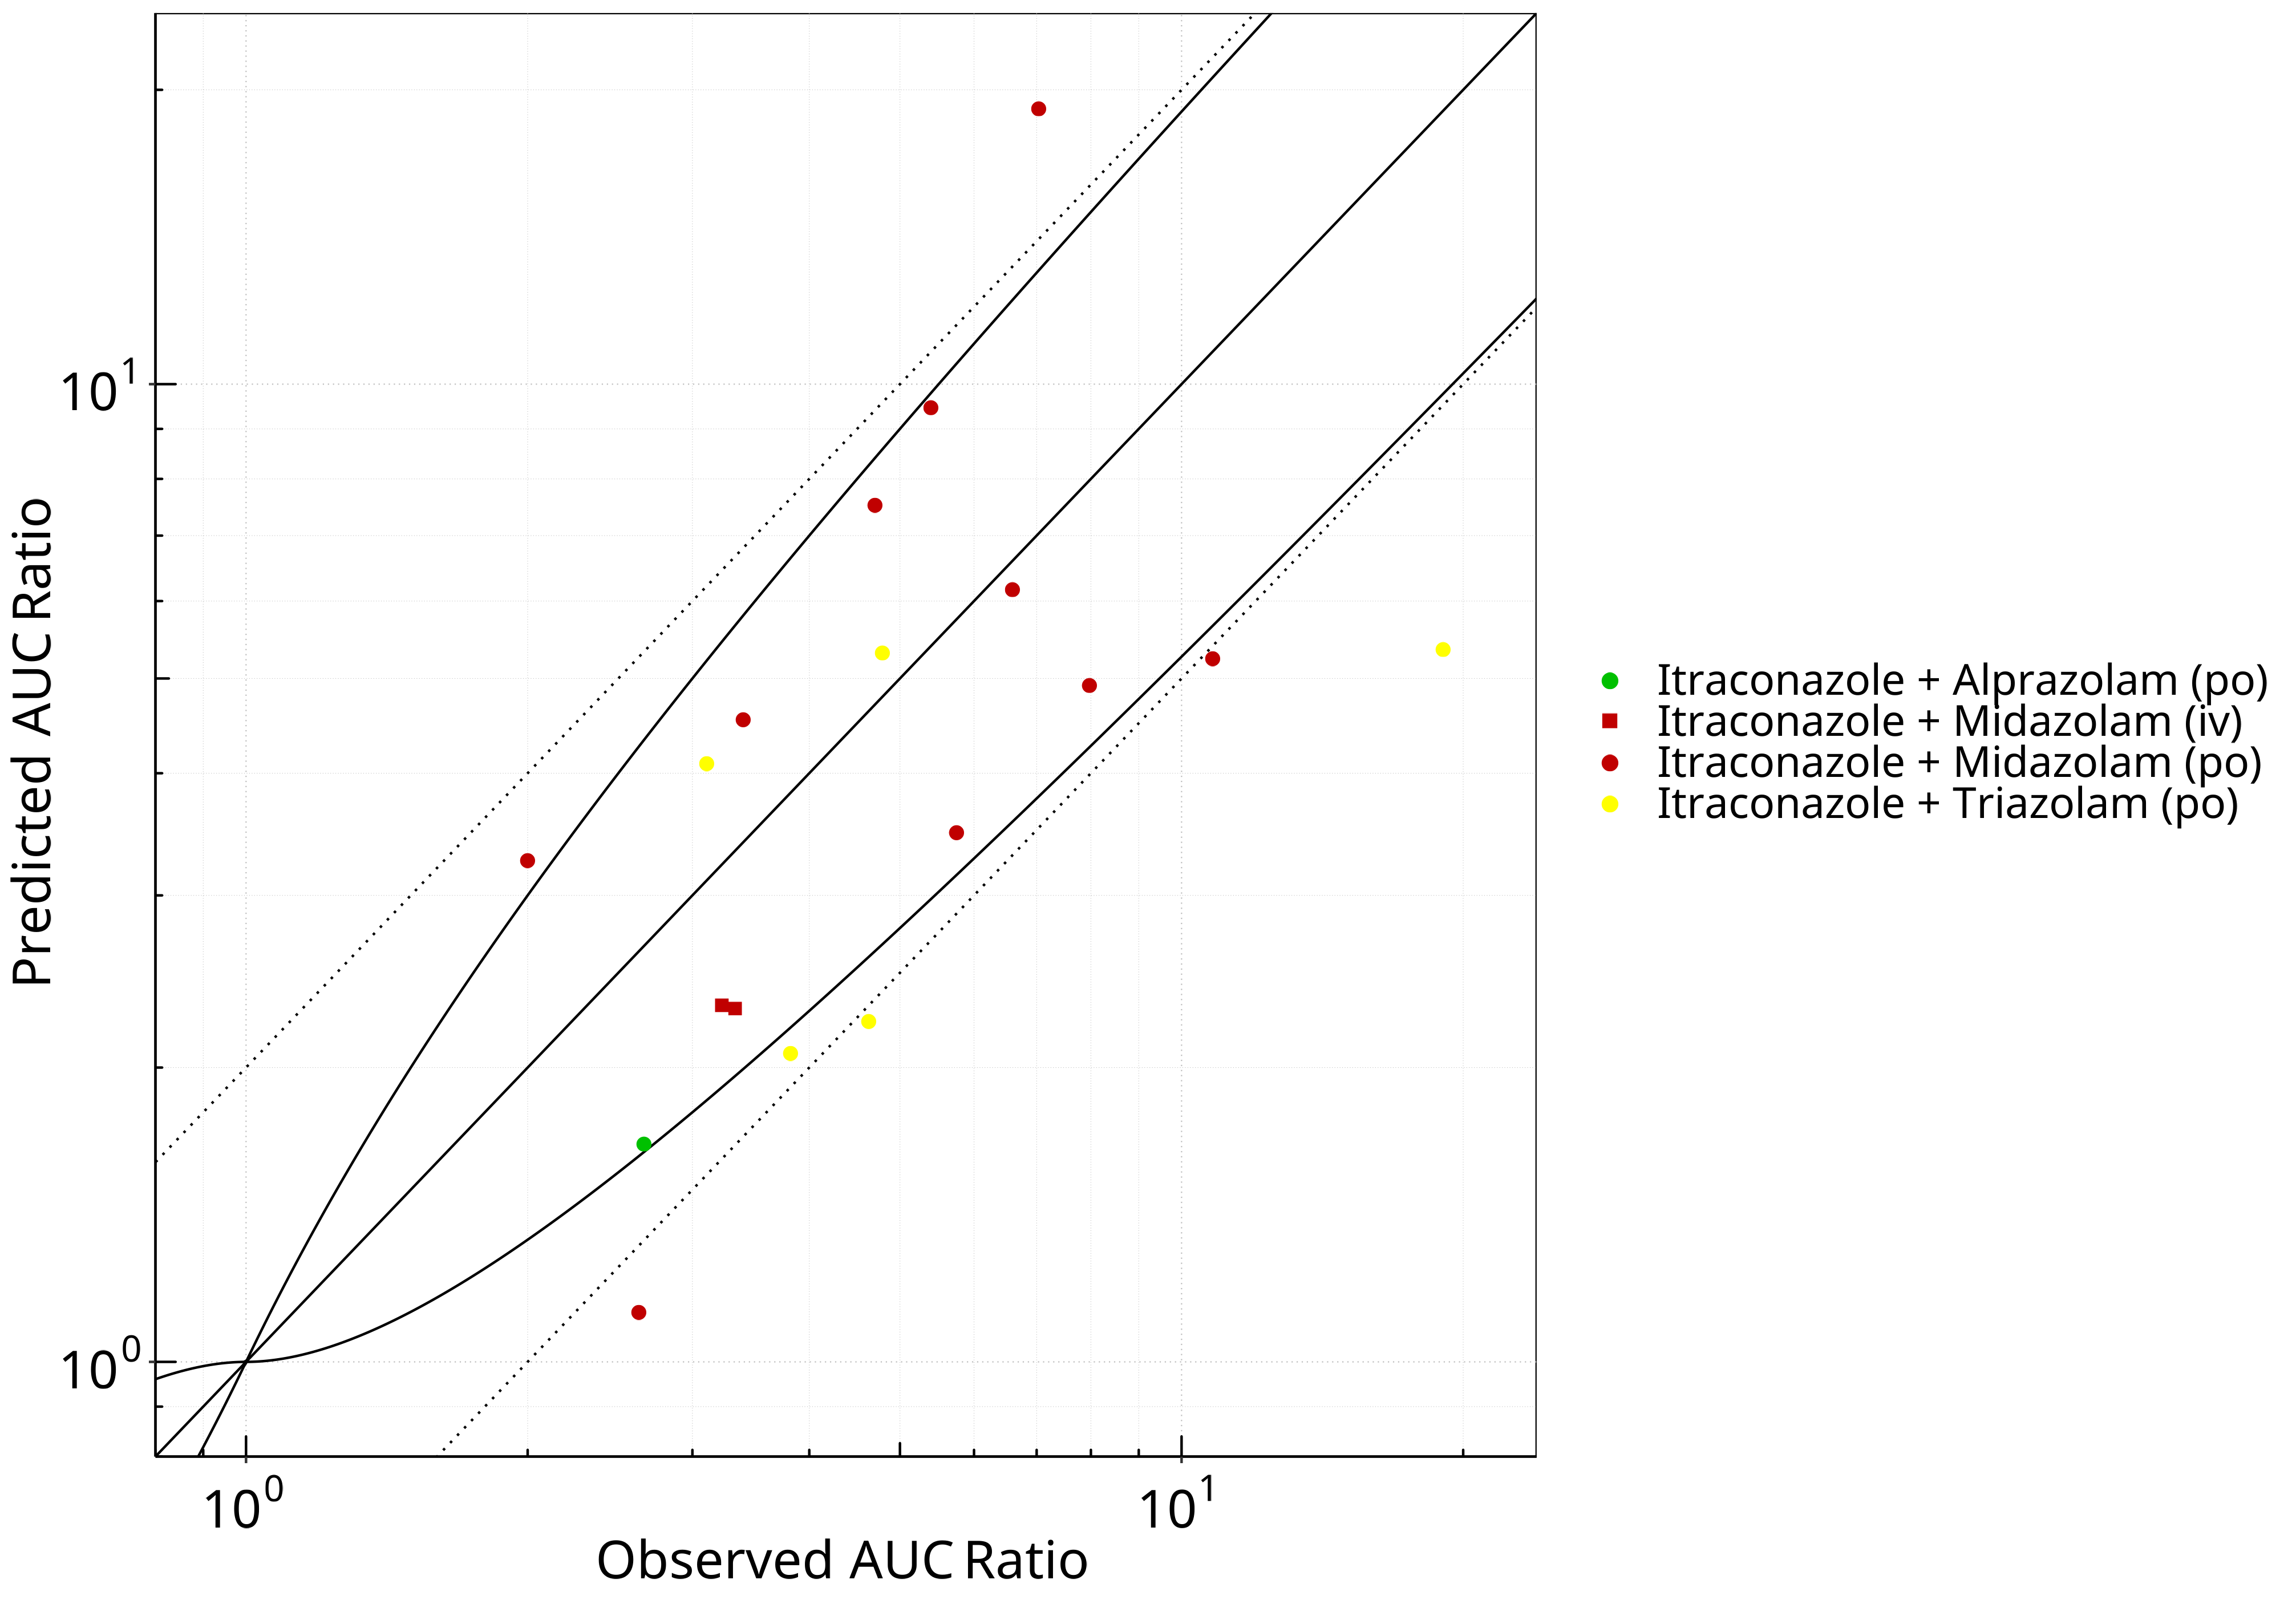 Predicted AUC Ratio
10^1
10^0
10^0 10^1
Observed AUC Ratio
Itraconazole + Alprazolam (po)
Itraconazole + Midazolam (iv)
Itraconazole + Midazolam (po)
Itraconazole + Triazolam (po)